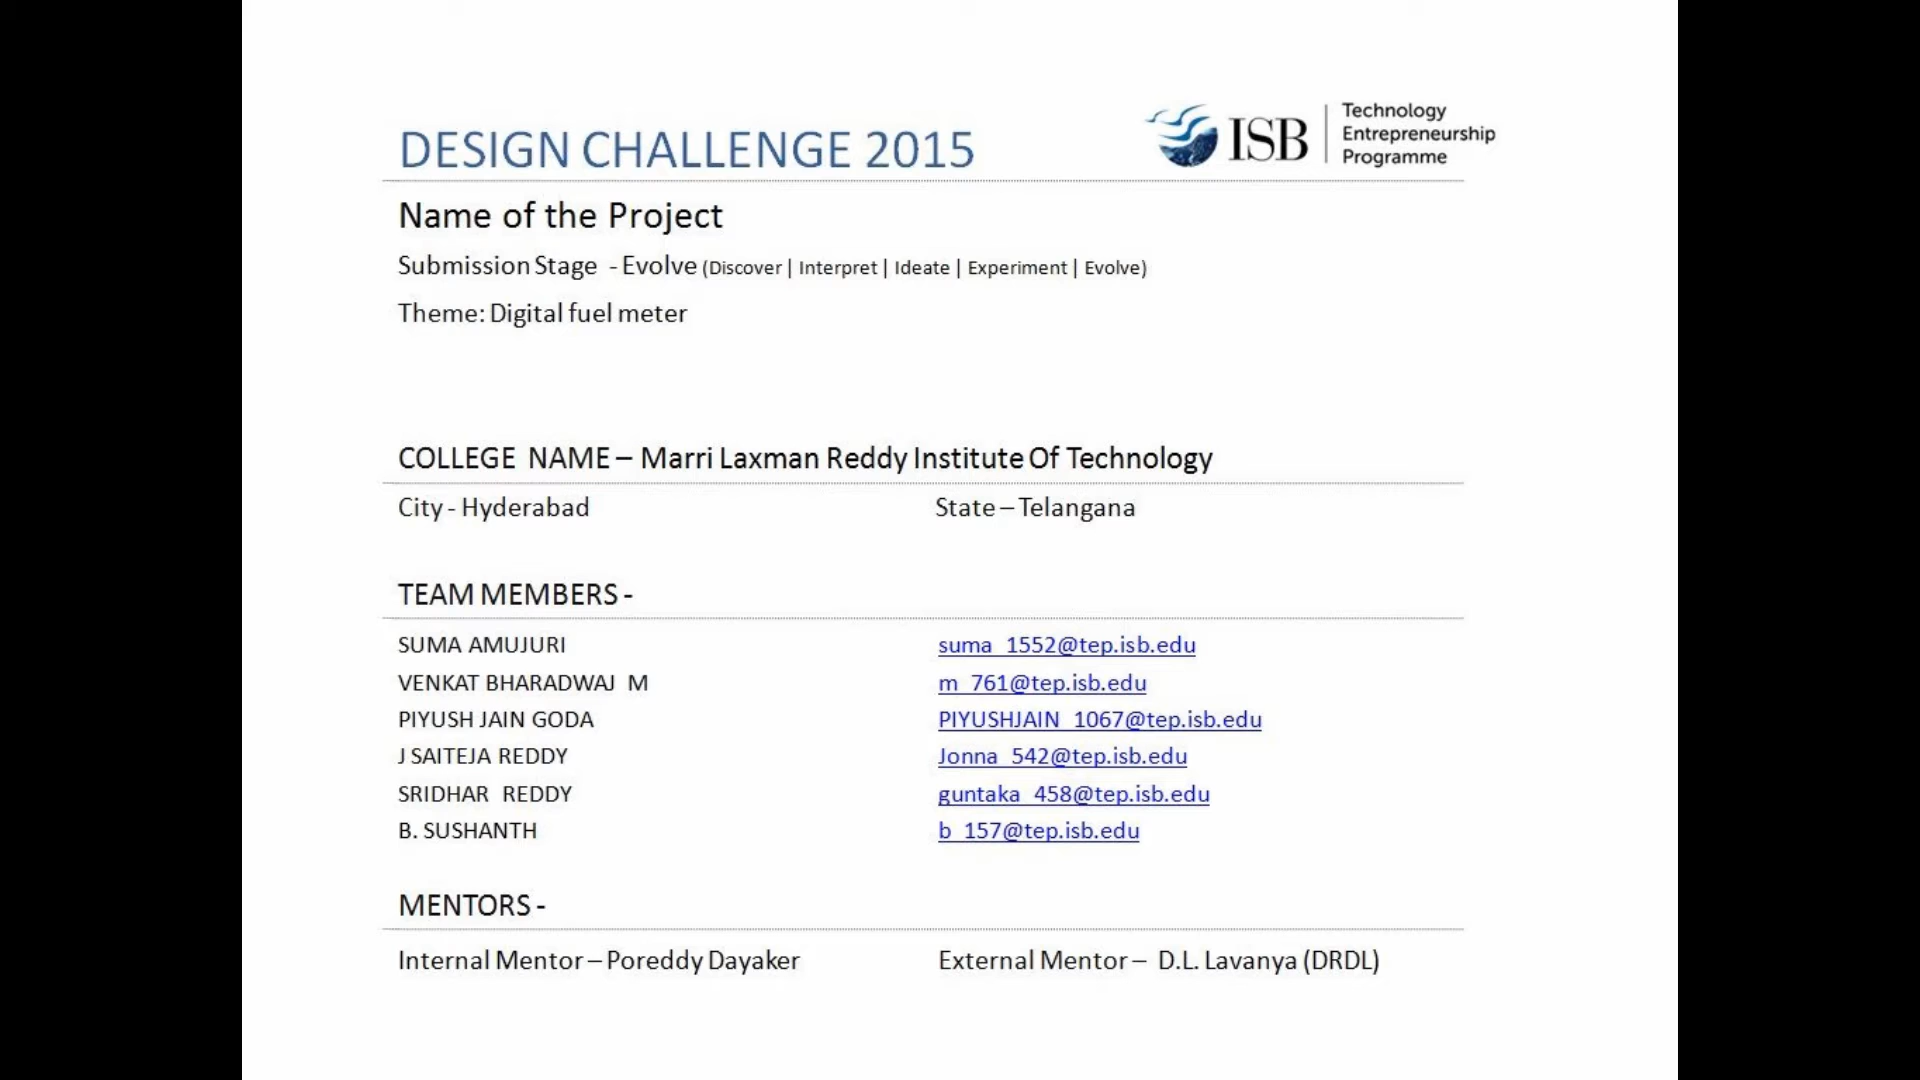 DESIGN CHALLENGE 2015
ISB
Technology
Entrepreneurship
Programme
Name of the Project
Submission Stage - Evolve (Discover | Interpret | Ideate | Experiment | Evolve)
Theme: Digital fuel meter
COLLEGE NAME – Marri Laxman Reddy Institute Of Technology
City - Hyderabad State – Telangana
TEAM MEMBERS -
SUMA AMUJURI suma_1552@tep.isb.edu
VENKAT BHARADWAJ M m_761@tep.isb.edu
PIYUSH JAIN GODA PIYUSHJAIN_1067@tep.isb.edu
J SAITEJA REDDY Jonna_542@tep.isb.edu
SRIDHAR REDDY guntaka_458@tep.isb.edu
B. SUSHANTH b_157@tep.isb.edu
MENTORS -
Internal Mentor – Poreddy Dayaker External Mentor – D.L. Lavanya (DRDL)